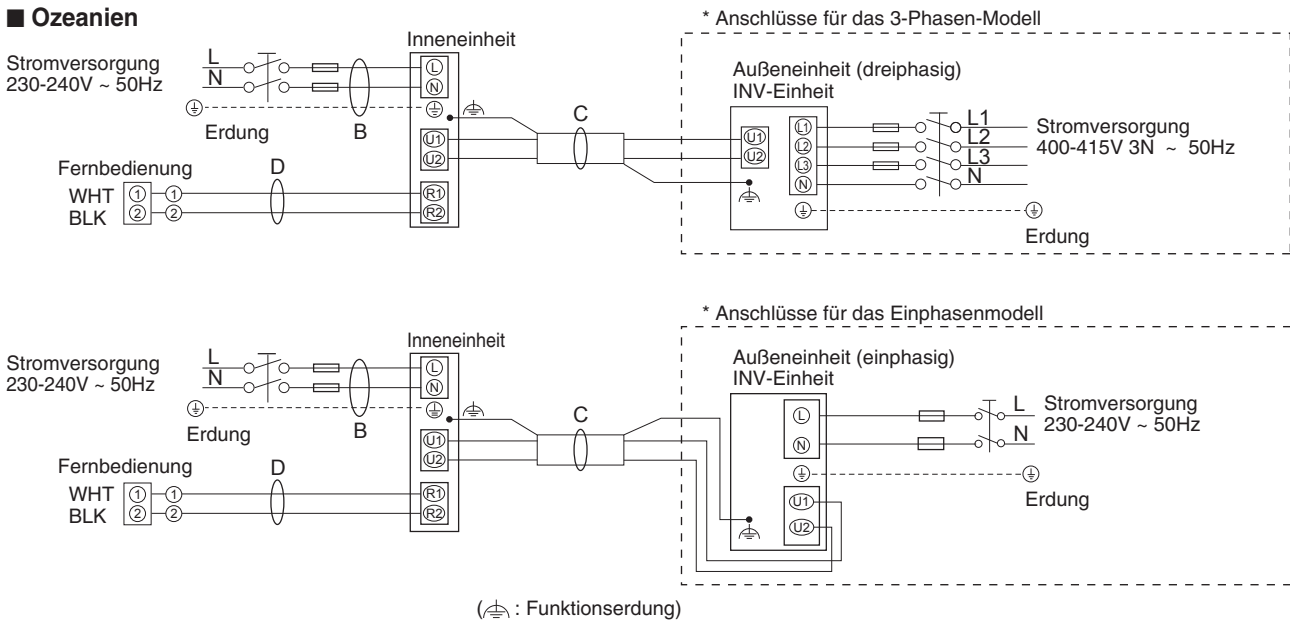 ■ Ozeanien
* Anschlüsse für das 3-Phasen-Modell
Stromversorgung
230-240V ~ 50Hz
L
N
Erdung
B
Inneneinheit
L
N
U1
U2
R1
R2
C
Fernbedienung
WHT 1 1
BLK 2 2
D
Außeneinheit (dreiphasig)
INV-Einheit
U1
U2
L1
L2
L3
N
L1
L2
L3
N
Stromversorgung
400-415V 3N ~ 50Hz
Erdung
* Anschlüsse für das Einphasenmodell
Stromversorgung
230-240V ~ 50Hz
L
N
Erdung
B
Inneneinheit
L
N
U1
U2
R1
R2
C
Fernbedienung
WHT 1 1
BLK 2 2
D
Außeneinheit (einphasig)
INV-Einheit
L
N
U1
U2
L
N
Stromversorgung
230-240V ~ 50Hz
Erdung
( : Funktionserdung)